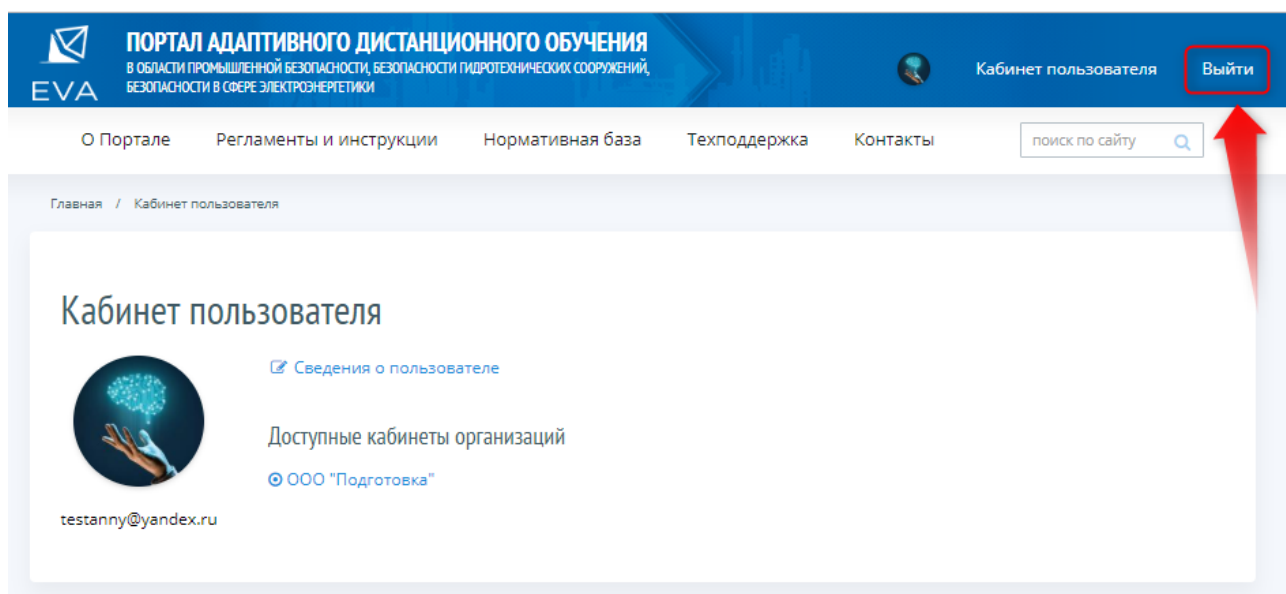 ПОРТАЛ АДАПТИВНОГО ДИСТАНЦИОННОГО ОБУЧЕНИЯ
В ОБЛАСТИ ПРОМЫШЛЕННОЙ БЕЗОПАСНОСТИ, БЕЗОПАСНОСТИ ГИДРОТЕХНИЧЕСКИХ СООРУЖЕНИЙ,
БЕЗОПАСНОСТИ В СФЕРЕ ЭЛЕКТРОЭНЕРГЕТИКИ
EVA
Кабинет пользователя Выйти
О Портале Регламенты и инструкции Нормативная база Техподдержка Контакты поиск по сайту
Главная / Кабинет пользователя
Кабинет пользователя
Сведения о пользователе
Доступные кабинеты организаций
ООО "Подготовка"
testanny@yandex.ru